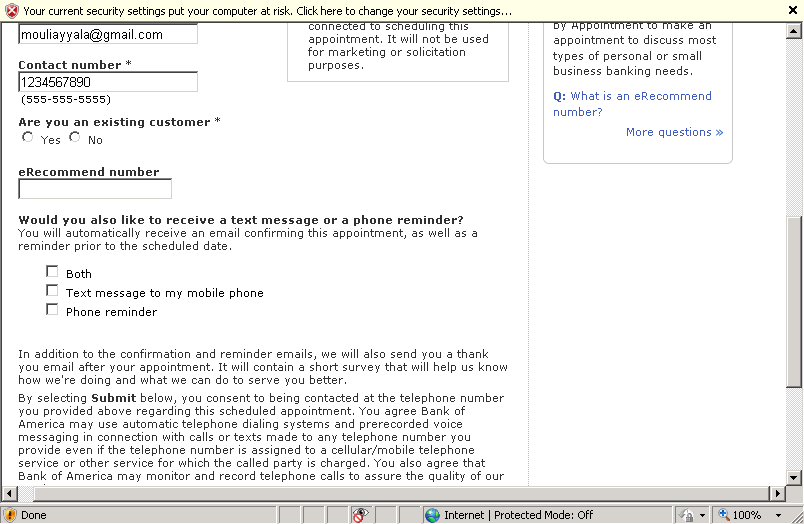 Your current security settings put your computer at risk. Click here to change your security settings...
mouliayyala@gmail.com
Contact number *
1234567890
(555-555-5555)
Are you an existing customer *
Yes No
eRecommend number
Would you also like to receive a text message or a phone reminder?
You will automatically receive an email confirming this appointment, as well as a
reminder prior to the scheduled date.
Both
Text message to my mobile phone
Phone reminder
In addition to the confirmation and reminder emails, we will also send you a thank
you email after your appointment. It will contain a short survey that will help us know
how we're doing and what we can do to serve you better.
By selecting Submit below, you consent to being contacted at the telephone number
you provided above regarding this scheduled appointment. You agree Bank of
America may use automatic telephone dialing systems and prerecorded voice
messaging in connection with calls or texts made to any telephone number you
provide even if the telephone number is assigned to a cellular/mobile telephone
service or other service for which the called party is charged. You also agree that
Bank of America may monitor and record telephone calls to assure the quality of our
connected to scheduling this
appointment. It will not be used
for marketing or solicitation
purposes.
by Appointment to make an
appointment to discuss most
types of personal or small
business banking needs.
Q: What is an eRecommend
number?
More questions »
Done
Internet | Protected Mode: Off
100%